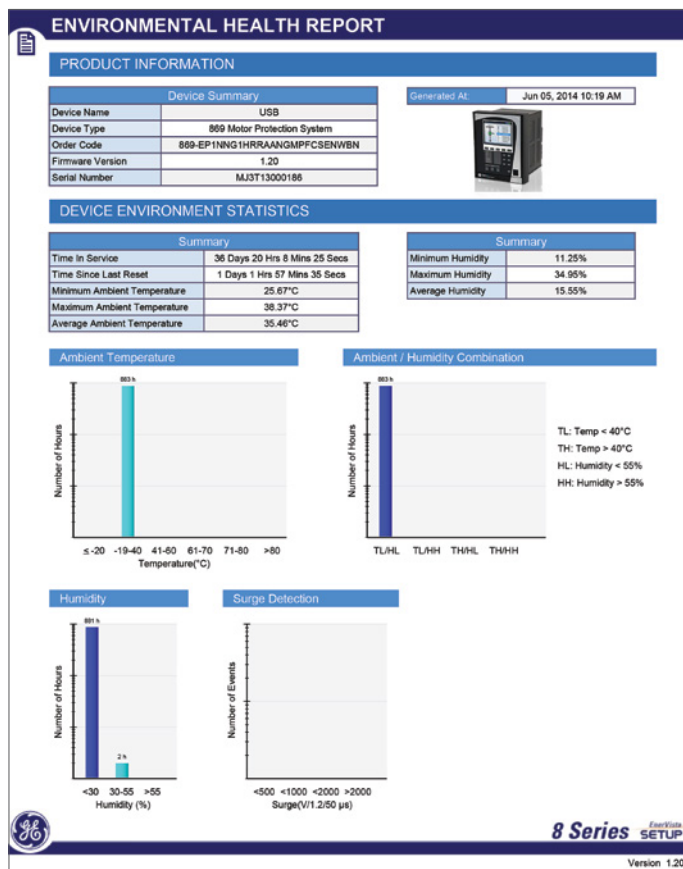 ENVIRONMENTAL HEALTH REPORT
PRODUCT INFORMATION
Device Summary
Device Name USB
Device Type 869 Motor Protection System
Order Code 869-EP1NNG1HRRAANGMPFCSENWBN
Firmware Version 1.20
Serial Number MJ3T13000186
Generated At: Jun 05, 2014 10:19 AM
DEVICE ENVIRONMENT STATISTICS
Summary
Time In Service 36 Days 20 Hrs 8 Mins 25 Secs
Time Since Last Reset 1 Days 1 Hrs 57 Mins 35 Secs
Minimum Ambient Temperature 25.67°C
Maximum Ambient Temperature 38.37°C
Average Ambient Temperature 35.46°C
Summary
Minimum Humidity 11.25%
Maximum Humidity 34.95%
Average Humidity 15.55%
Ambient Temperature
883 h
Number of Hours
≤ -20 -19-40 41-60 61-70 71-80 >80
Temperature(°C)
Ambient / Humidity Combination
883 h
Number of Hours
TL/HL TL/HH TH/HL TH/HH
TL: Temp < 40°C
TH: Temp > 40°C
HL: Humidity < 55%
HH: Humidity > 55%
Humidity
881 h
2 h
Number of Hours
<30 30-55 >55
Humidity (%)
Surge Detection
Number of Events
<500 <1000 <2000 >2000
Surge(V/1.2/50 µs)
GE
8 Series EnerVista SETUP
Version 1.20